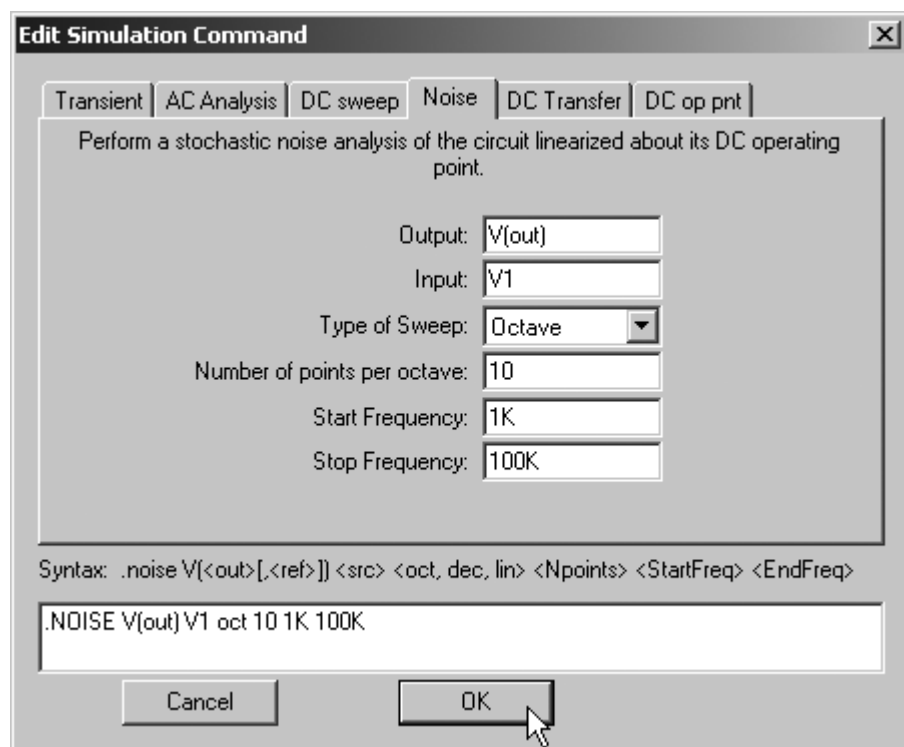 Edit Simulation Command
Transient AC Analysis DC sweep Noise DC Transfer DC op pnt
Perform a stochastic noise analysis of the circuit linearized about its DC operating
point.
Output: V(out)
Input: V1
Type of Sweep: Octave
Number of points per octave: 10
Start Frequency: 1K
Stop Frequency: 100K
Syntax: .noise V(<out>[,<ref>]) <src> <oct, dec, lin> <Npoints> <StartFreq> <EndFreq>
.NOISE V(out) V1 oct 10 1K 100K
Cancel OK